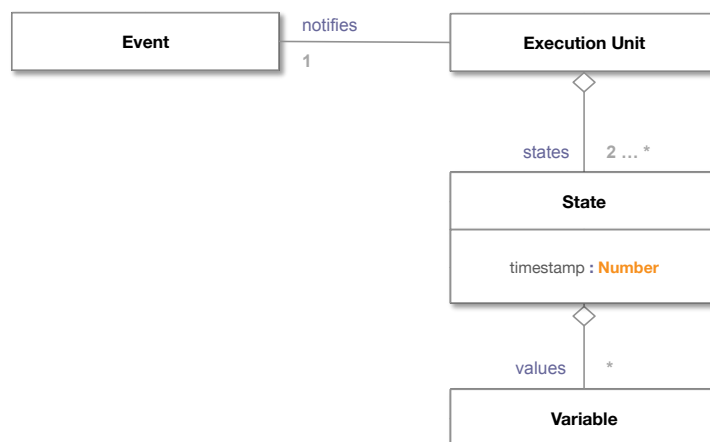 notifies
Event
Execution Unit
1
states
2 ... *
State
timestamp : Number
values
*
Variable